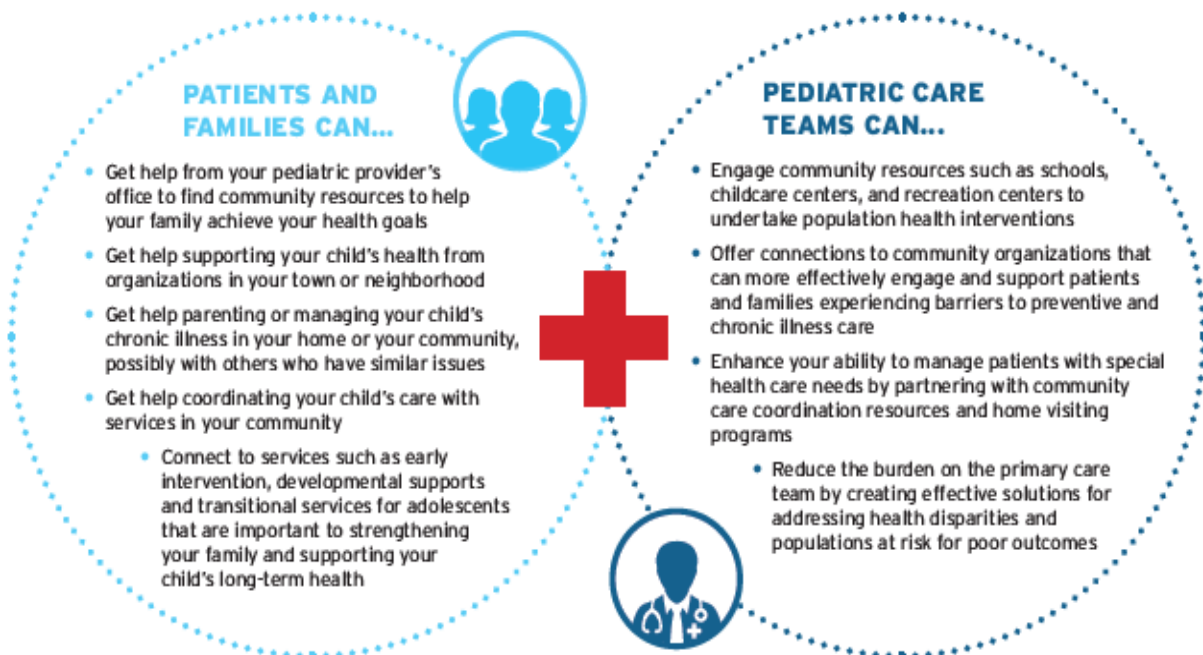 PATIENTS AND
FAMILIES CAN...
• Get help from your pediatric provider's
office to find community resources to help
your family achieve your health goals
• Get help supporting your child's health from
organizations in your town or neighborhood
• Get help parenting or managing your child's
chronic illness in your home or your community,
possibly with others who have similar issues
• Get help coordinating your child's care with
services in your community
• Connect to services such as early
intervention, developmental supports
and transitional services for adolescents
that are important to strengthening
your family and supporting your
child's long-term health
PEDIATRIC CARE
TEAMS CAN...
• Engage community resources such as schools,
childcare centers, and recreation centers to
undertake population health interventions
• Offer connections to community organizations that
can more effectively engage and support patients
and families experiencing barriers to preventive and
chronic illness care
• Enhance your ability to manage patients with special
health care needs by partnering with community
care coordination resources and home visiting
programs
• Reduce the burden on the primary care
team by creating effective solutions for
addressing health disparities and
populations at risk for poor outcomes